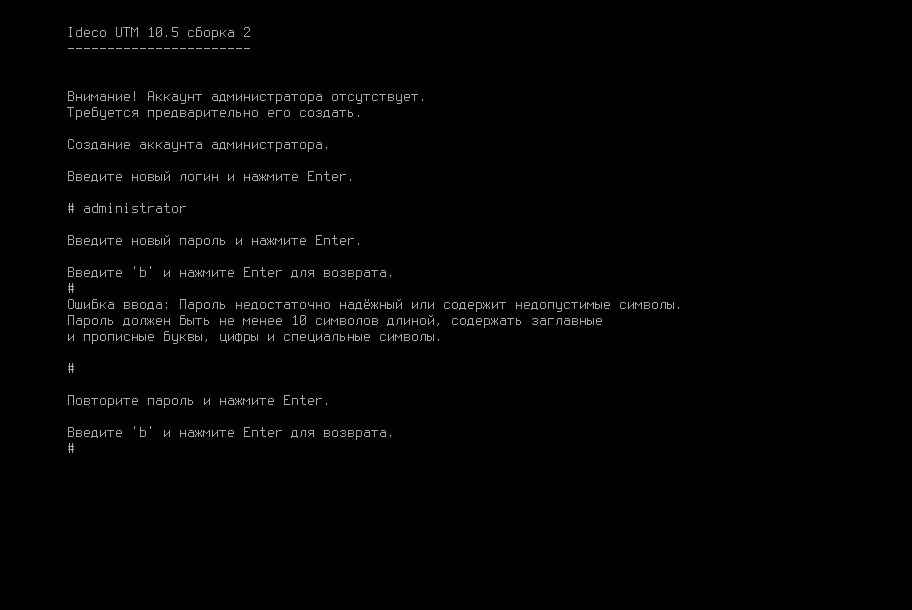 Ideco UTM 10.5 сборка 2
-----------------------
Внимание! Аккаунт администратора отсутствует.
Требуется предварительно его создать.
Создание аккаунта администратора.
Введите новый логин и нажмите Enter.
# administrator
Введите новый пароль и нажмите Enter.
Введите 'b' и нажмите Enter для возврата.
#
Ошибка ввода: Пароль недостаточно надёжный или содержит недопустимые символы.
Пароль должен быть не менее 10 символов длиной, содержать заглавные
и прописные буквы, цифры и специальные символы.
#
Повторите пароль и нажмите Enter.
Введите 'b' и нажмите Enter для возврата.
#